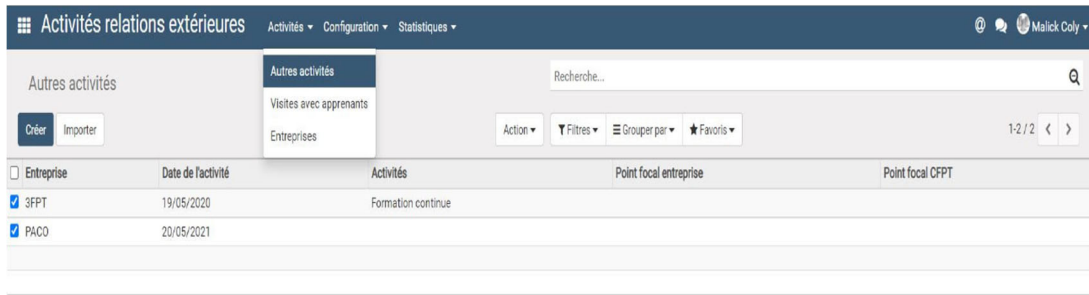 Activités relations extérieures Activités Configuration Statistiques @ Malick Coly
Autres activités
Visites avec apprenants
Entreprises
Autres activités
Recherche...
Créer Importer
Action Filtres Grouper par Favoris
1-2 / 2
Entreprise Date de l'activité Activités Point focal entreprise Point focal CFPT
3FPT 19/05/2020 Formation continue
PACO 20/05/2021